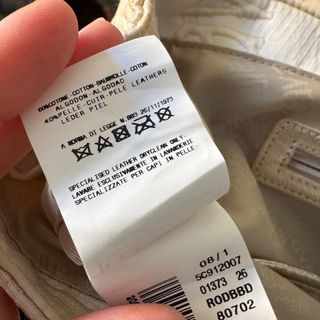 60%COTONE-COTTON-BAUMWOLLE-COTON
ALGODON-ALGODAO
40%PELLE-CUIR-PELE LEATHERS
LEDER PIEL
A NORMA DI LEGGE N.883 26/11/1973
SPECIALISED LEATHER DRYCLEAN ONLY-
LAVARE ESCLUSIVAMENTE IN LAVANDERIE
SPECIALIZZATE PER CAPI IN PELLE-
08/1
5C912007
01373 26
R0DBBD
80702